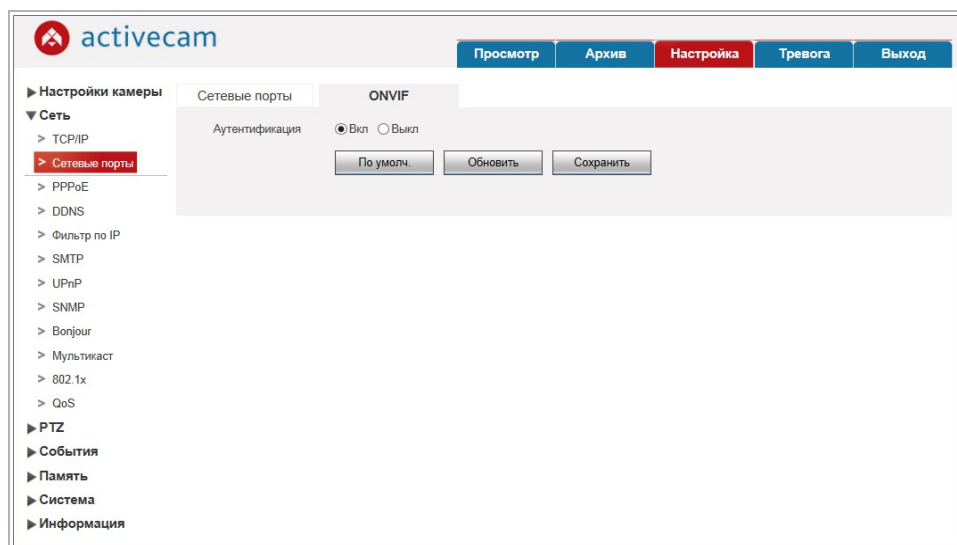 activecam
Просмотр Архив Настройка Тревога Выход
Настройки камеры
Сеть
> TCP/IP
> Сетевые порты
> PPPoE
> DDNS
> Фильтр по IP
> SMTP
> UPnP
> SNMP
> Bonjour
> Мультикаст
> 802.1x
> QoS
PTZ
События
Память
Система
Информация
Сетевые порты ONVIF
Аутентификация Вкл Выкл
По умолч. Обновить Сохранить